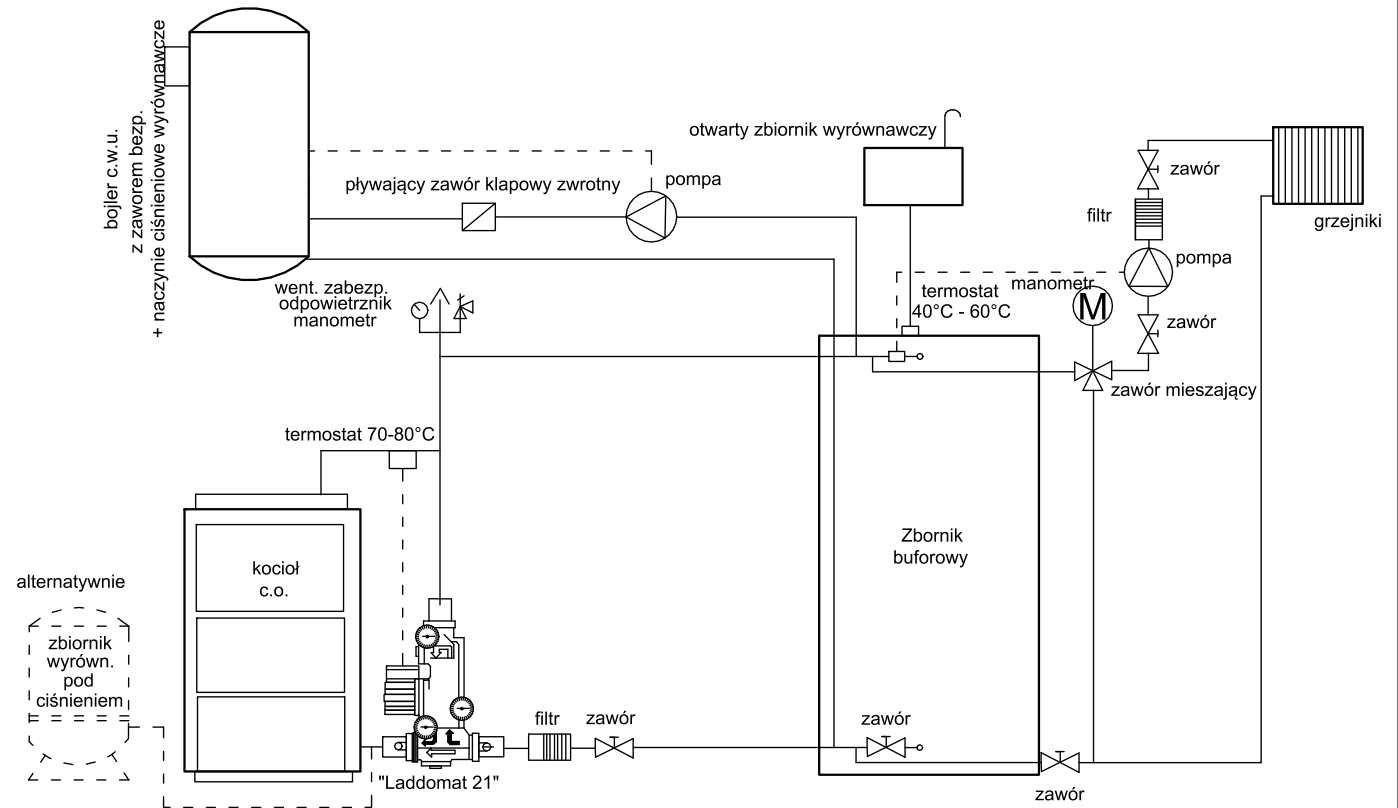 bojler c.w.u.
z zaworem bezp.
+ naczynie ciśnieniowe wyrównawcze
pływający zawór klapowy zwrotny
pompa
otwarty zbiornik wyrównawczy
zawór
filtr
grzejniki
pompa
manometr
M
termostat
40°C - 60°C
zawór
zawór mieszający
went. zabezp.
odpowietrznik
manometr
termostat 70-80°C
kocioł
c.o.
Zbornik
buforowy
alternatywnie
zbiornik
wyrówn.
pod
ciśnieniem
filtr
zawór
zawór
"Laddomat 21"
zawór